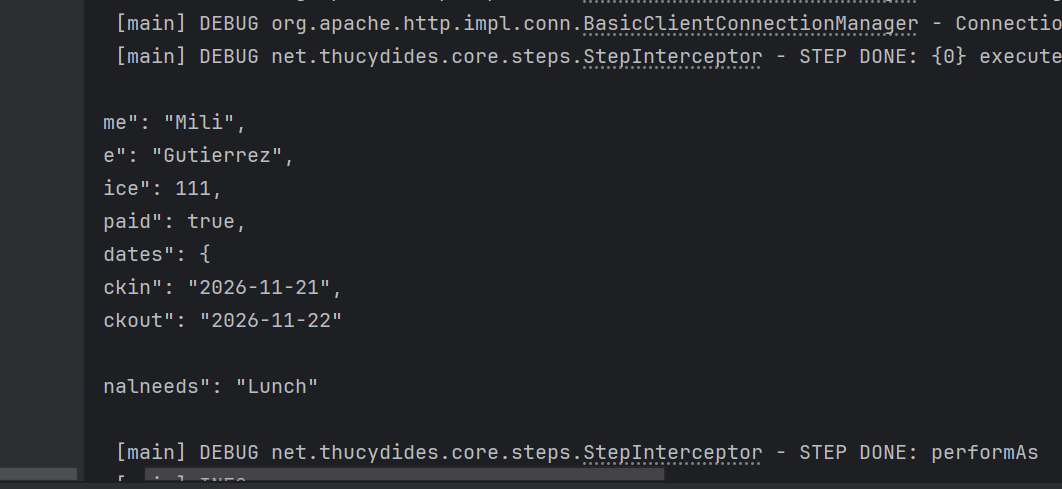 [main] DEBUG org.apache.http.impl.conn.BasicClientConnectionManager - Connectio
[main] DEBUG net.thucydides.core.steps.StepInterceptor - STEP DONE: {0} execute
me": "Mili",
e": "Gutierrez",
ice": 111,
paid": true,
dates": {
ckin": "2026-11-21",
ckout": "2026-11-22"
nalneeds": "Lunch"
[main] DEBUG net.thucydides.core.steps.StepInterceptor - STEP DONE: performAs